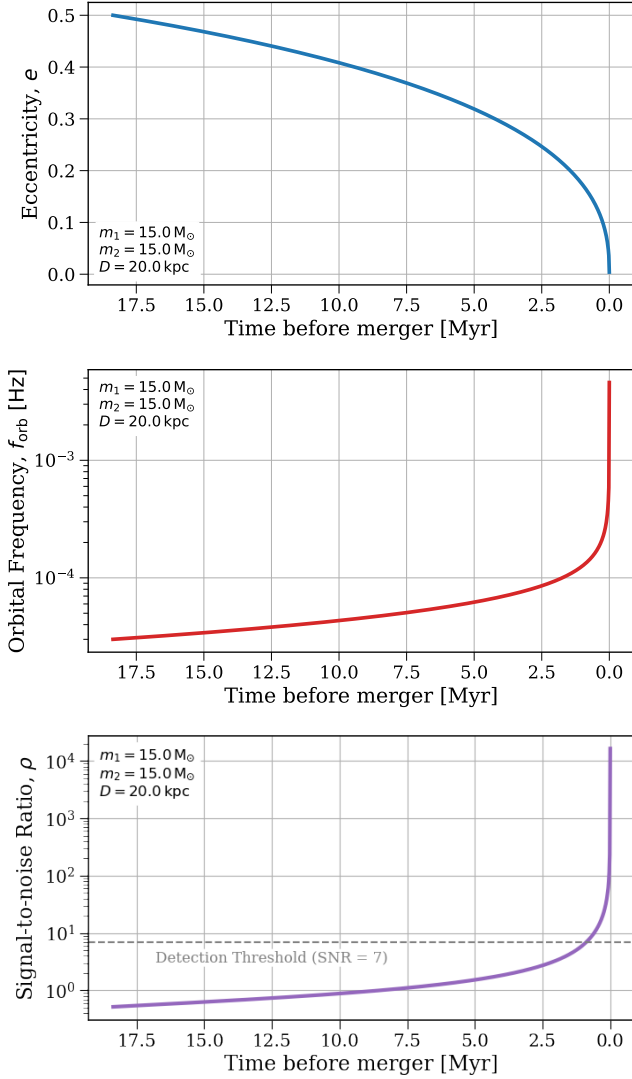 0.5
0.4
0.3
0.2
0.1
0.0
Eccentricity, e
m₁ = 15.0 M☉
m₂ = 15.0 M☉
D = 20.0 kpc
17.5 15.0 12.5 10.0 7.5 5.0 2.5 0.0
Time before merger [Myr]
10⁻³
10⁻⁴
Orbital Frequency, f_orb [Hz]
m₁ = 15.0 M☉
m₂ = 15.0 M☉
D = 20.0 kpc
17.5 15.0 12.5 10.0 7.5 5.0 2.5 0.0
Time before merger [Myr]
10⁴
10³
10²
10¹
10⁰
Signal-to-noise Ratio, ρ
m₁ = 15.0 M☉
m₂ = 15.0 M☉
D = 20.0 kpc
Detection Threshold (SNR = 7)
17.5 15.0 12.5 10.0 7.5 5.0 2.5 0.0
Time before merger [Myr]